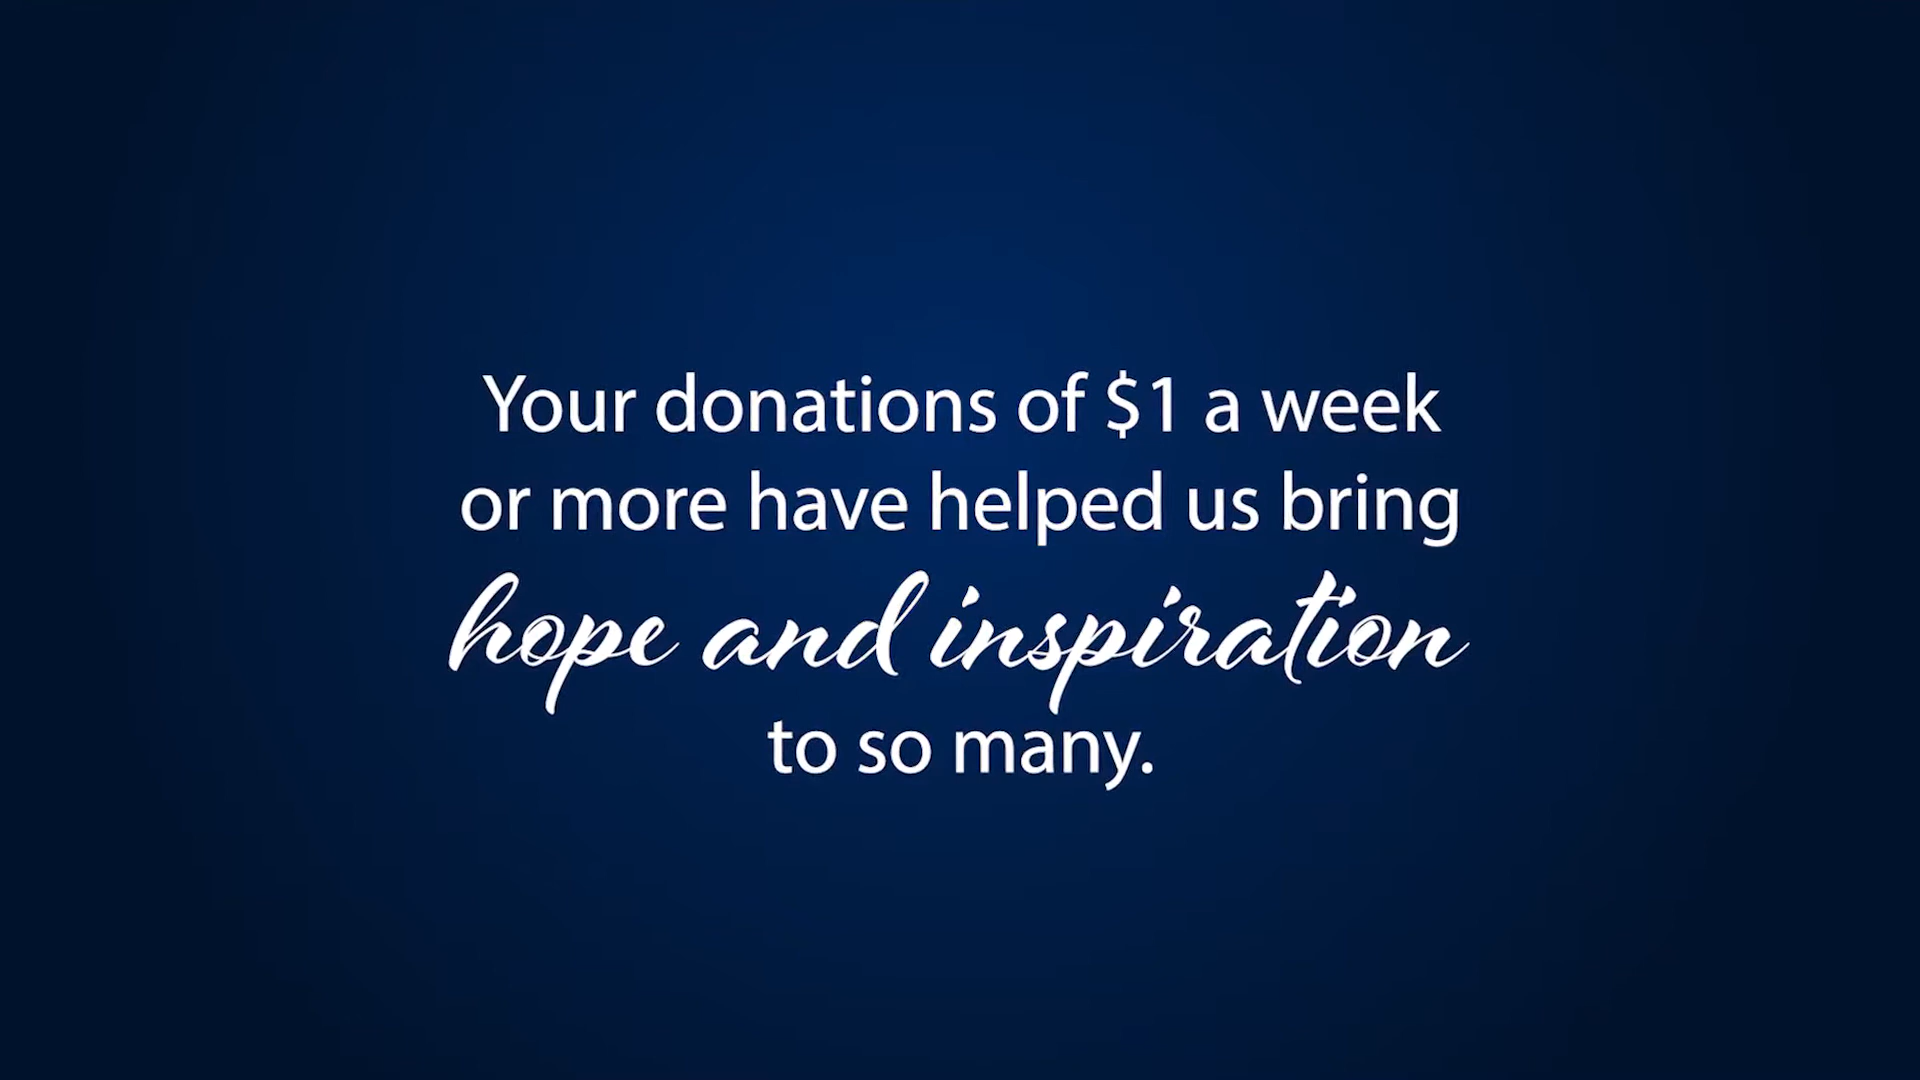 Your donations of $1 a week
or more have helped us bring
hope and inspiration
to so many.